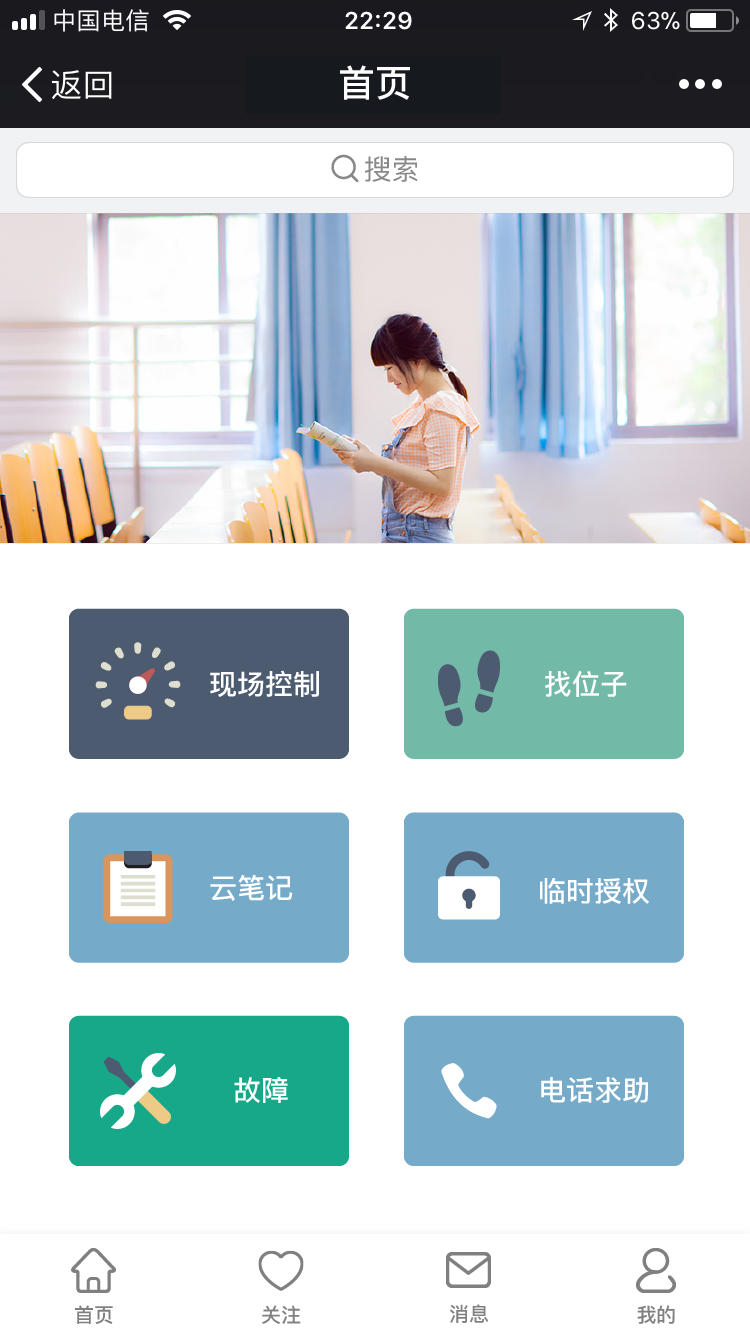 中国电信 22:29 63%
返回 首页
搜索
现场控制 找位子
云笔记 临时授权
故障 电话求助
首页 关注 消息 我的